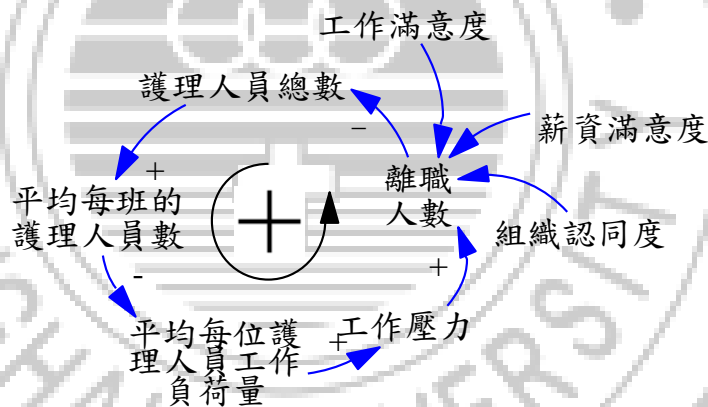 工作滿意度
護理人員總數
−
薪資滿意度
+
離職
人數
平均每班的
護理人員數
組織認同度
+
-
+
平均每位護
理人員工作
負荷量
+
工作壓力